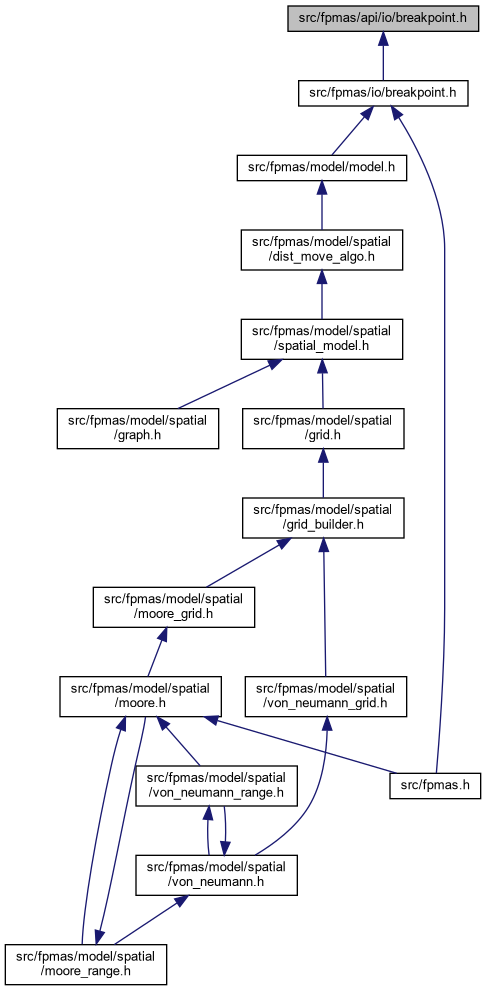 src/fpmas/api/io/breakpoint.h
src/fpmas/io/breakpoint.h
src/fpmas/model/model.h
src/fpmas/model/spatial
/dist_move_algo.h
src/fpmas/model/spatial
/spatial_model.h
src/fpmas/model/spatial
/graph.h
src/fpmas/model/spatial
/grid.h
src/fpmas/model/spatial
/grid_builder.h
src/fpmas/model/spatial
/moore_grid.h
src/fpmas/model/spatial
/moore.h
src/fpmas/model/spatial
/von_neumann_grid.h
src/fpmas/model/spatial
/von_neumann_range.h
src/fpmas.h
src/fpmas/model/spatial
/von_neumann.h
src/fpmas/model/spatial
/moore_range.h